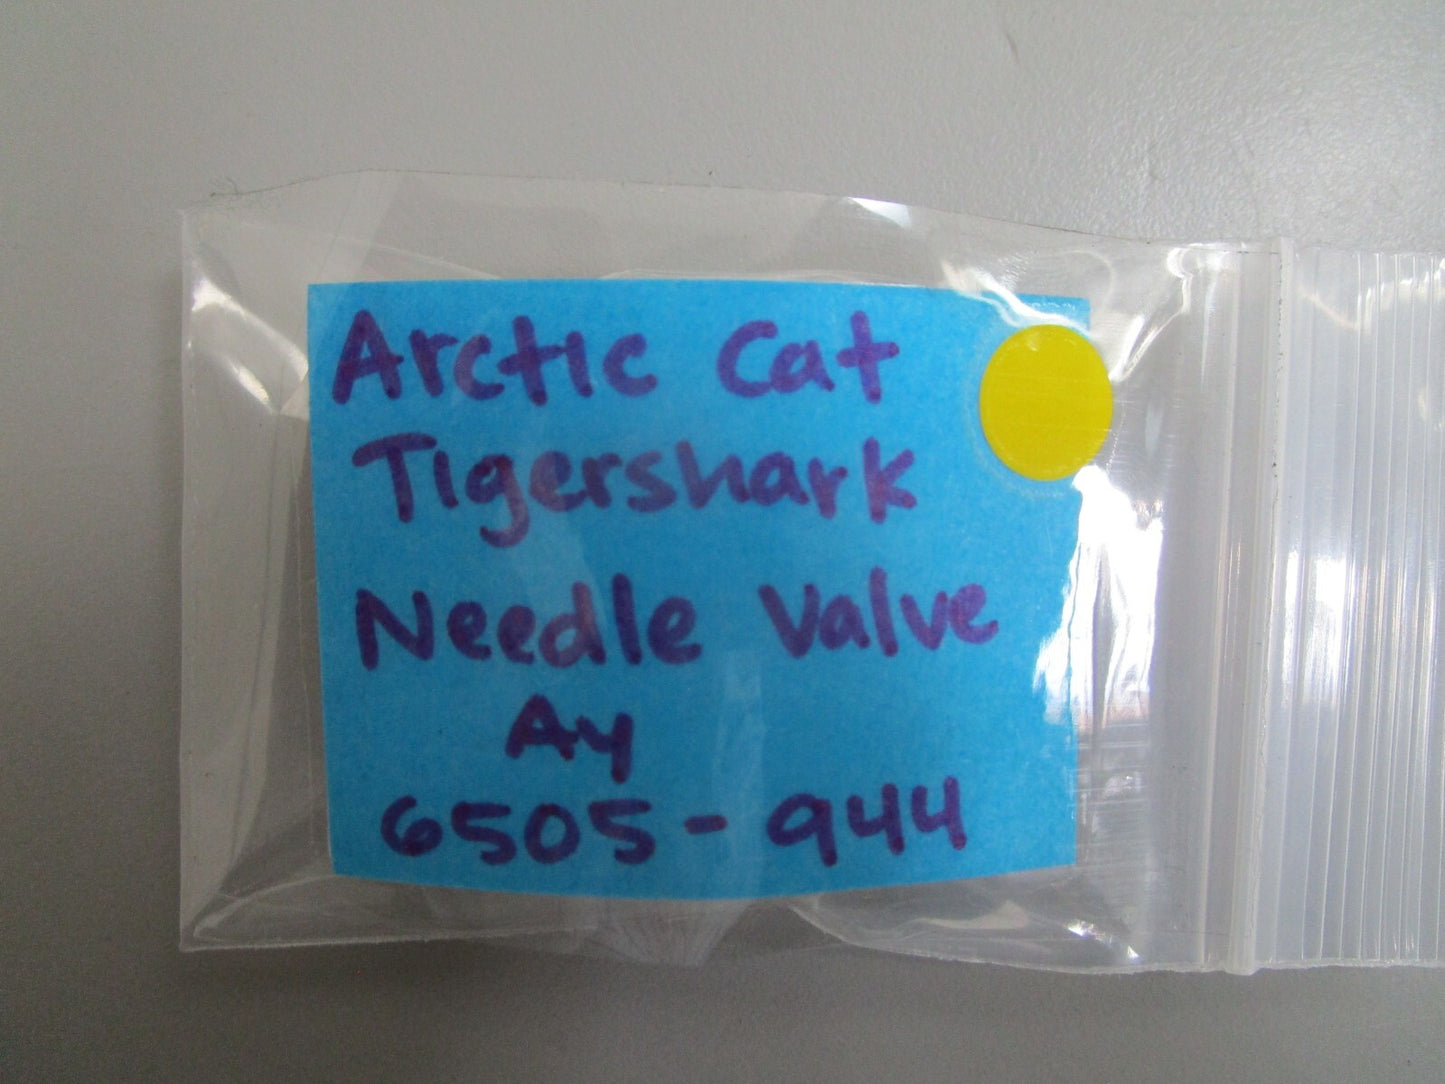 Arctic Cat
Tigershark
Needle Valve
Ay
6505-944